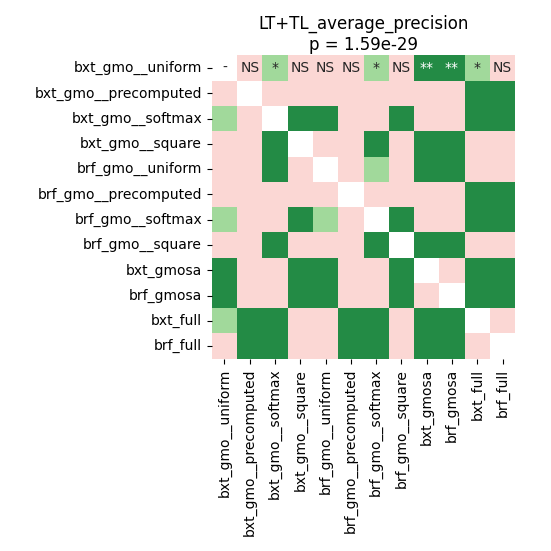 LT+TL_average_precision
p = 1.59e-29
bxt_gmo__uniform - NS * NS NS NS * NS ** ** * NS
bxt_gmo__precomputed
bxt_gmo__softmax
bxt_gmo__square
brf_gmo__uniform
brf_gmo__precomputed
brf_gmo__softmax
brf_gmo__square
bxt_gmosa
brf_gmosa
bxt_full
brf_full
bxt_gmo__uniform
bxt_gmo__precomputed
bxt_gmo__softmax
bxt_gmo__square
brf_gmo__uniform
brf_gmo__precomputed
brf_gmo__softmax
brf_gmo__square
bxt_gmosa
brf_gmosa
bxt_full
brf_full